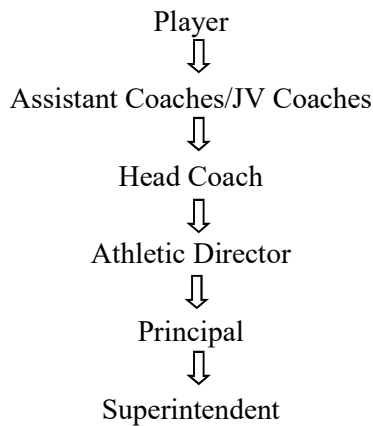 Player
Assistant Coaches/JV Coaches
Head Coach
Athletic Director
Principal
Superintendent